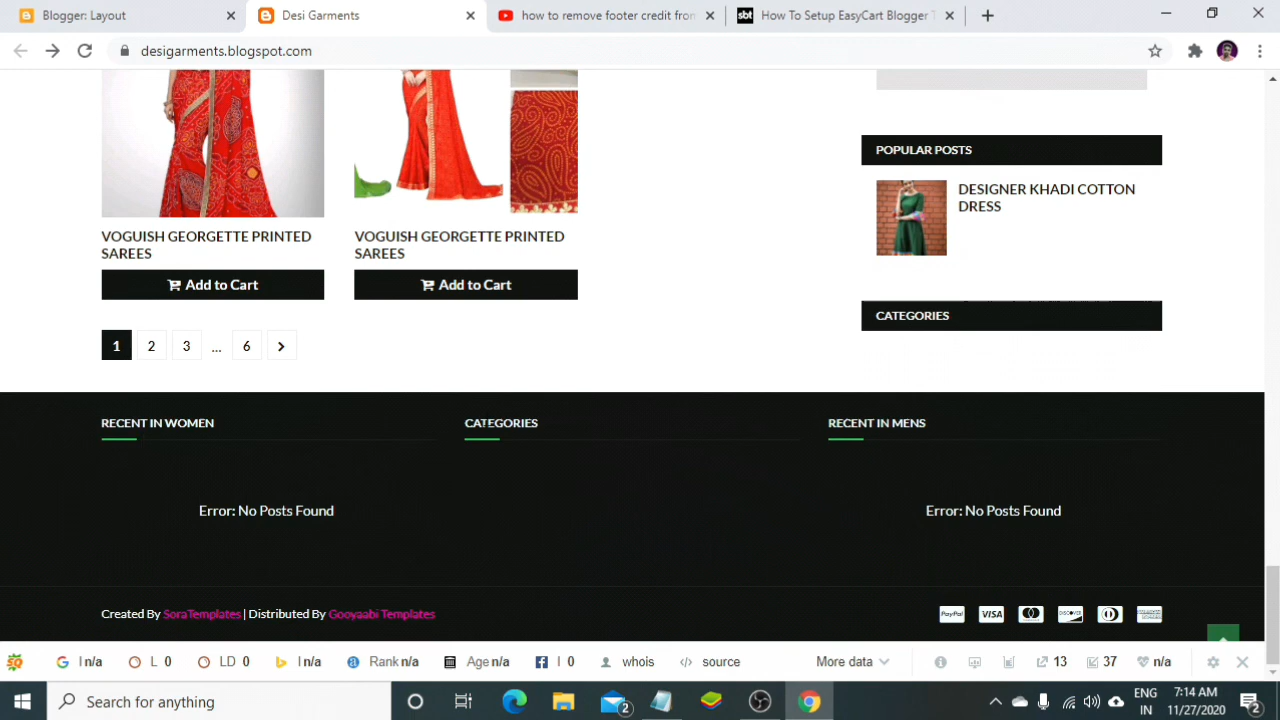 Blogger: Layout
Desi Garments
how to remove footer credit from
How To Setup EasyCart Blogger T
desigarments.blogspot.com
POPULAR POSTS
DESIGNER KHADI COTTON
DRESS
VOGUISH GEORGETTE PRINTED
SAREES
VOGUISH GEORGETTE PRINTED
SAREES
Add to Cart
Add to Cart
CATEGORIES
1 2 3 ... 6
RECENT IN WOMEN
CATEGORIES
RECENT IN MENS
Error: No Posts Found
Error: No Posts Found
Created By SoraTemplates | Distributed By Gooyaabi Templates
PayPal VISA DISCOVER
I n/a L 0 LD 0 I n/a Rank n/a Age n/a I 0 whois source More data 13 37 n/a
Search for anything
2
ENG
IN
7:14 AM
11/27/2020
2